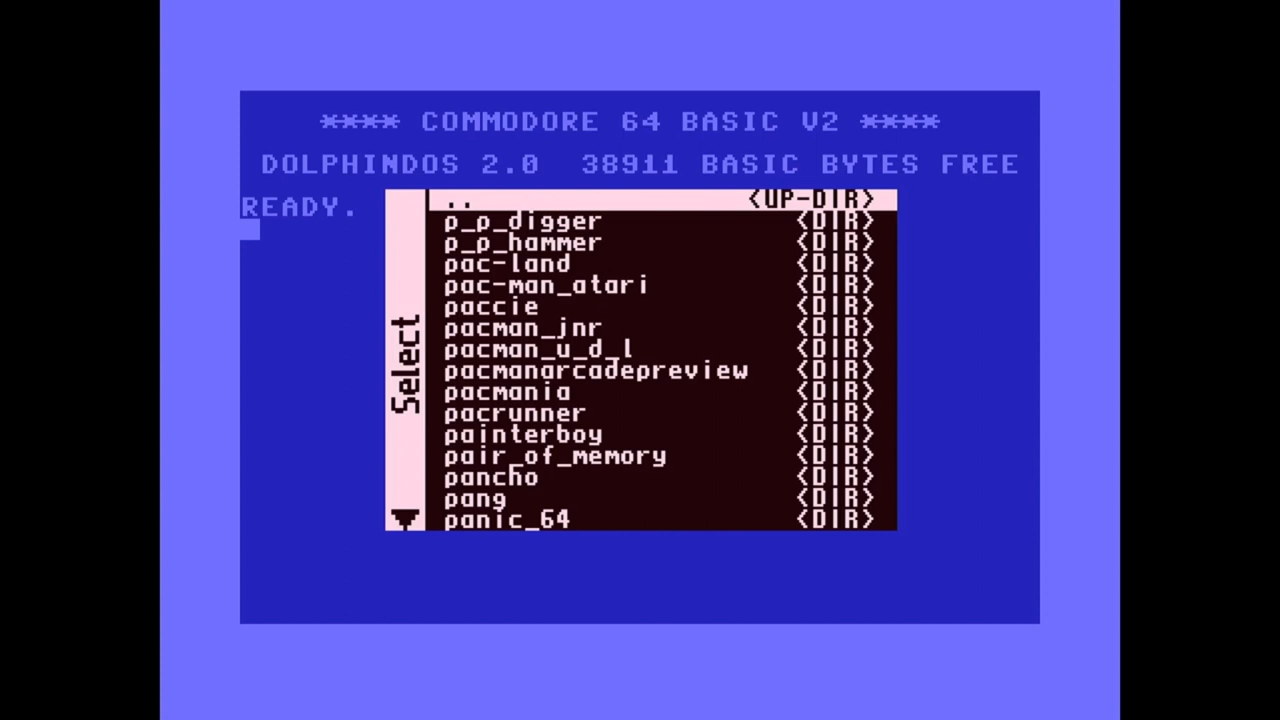 **** COMMODORE 64 BASIC V2 ****
DOLPHINDOS 2.0  38911 BASIC BYTES FREE
READY.
Select
.. <UP-DIR>
p_p_digger <DIR>
p_p_hammer <DIR>
pac-land <DIR>
pac-man_atari <DIR>
paccie <DIR>
pacman_jnr <DIR>
pacman_u_d_l <DIR>
pacmanarcadepreview <DIR>
pacmania <DIR>
pacrunner <DIR>
painterboy <DIR>
pair_of_memory <DIR>
pancho <DIR>
pang <DIR>
panic_64 <DIR>